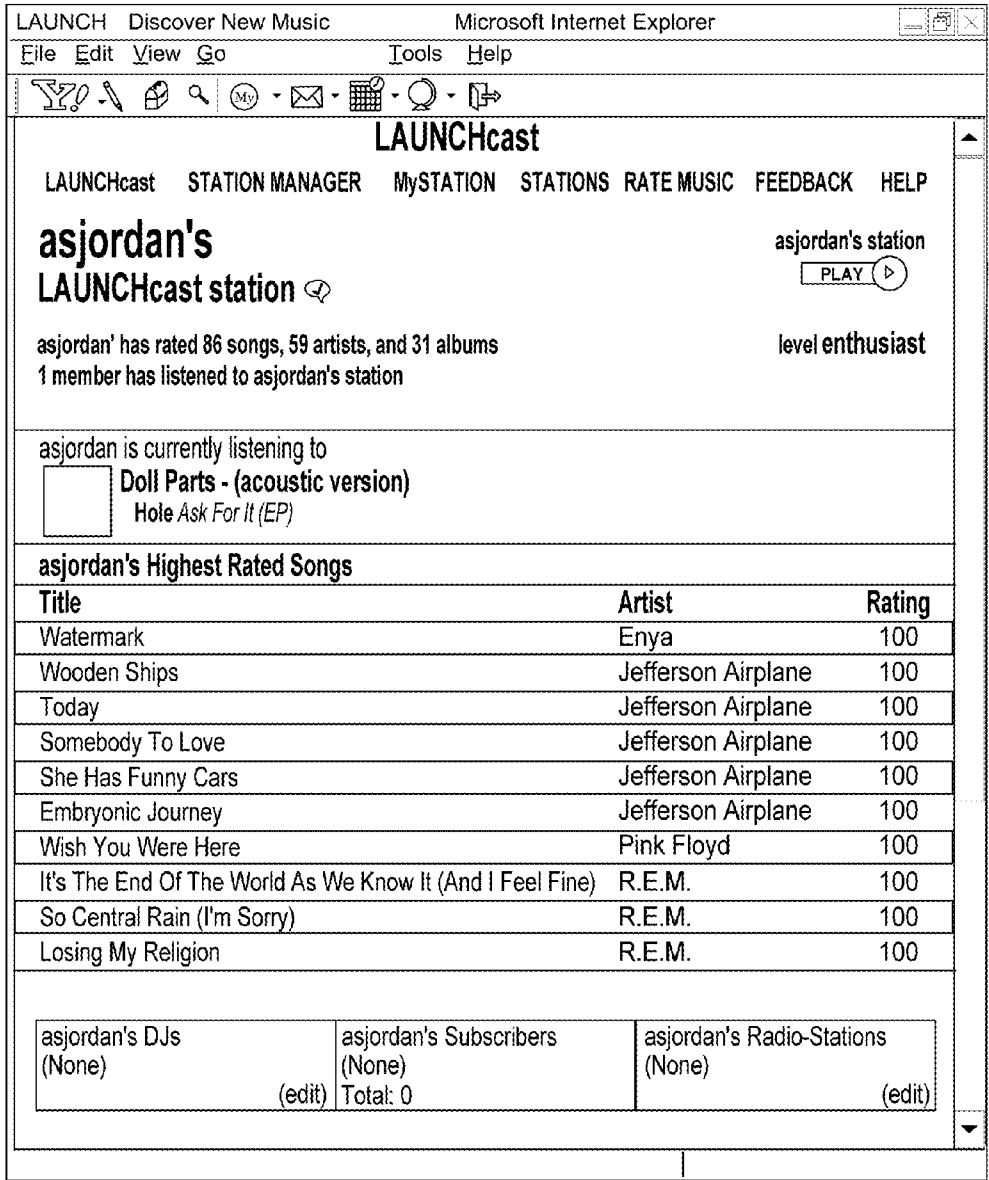 LAUNCH Discover New Music Microsoft Internet Explorer
File Edit View Go Tools Help
Y! My
LAUNCHcast
LAUNCHcast STATION MANAGER MySTATION STATIONS RATE MUSIC FEEDBACK HELP
asjordan's
LAUNCHcast station
asjordan's station
PLAY
asjordan' has rated 86 songs, 59 artists, and 31 albums
level enthusiast
1 member has listened to asjordan's station
asjordan is currently listening to
Doll Parts - (acoustic version)
Hole Ask For It (EP)
asjordan's Highest Rated Songs
Title Artist Rating
Watermark Enya 100
Wooden Ships Jefferson Airplane 100
Today Jefferson Airplane 100
Somebody To Love Jefferson Airplane 100
She Has Funny Cars Jefferson Airplane 100
Embryonic Journey Jefferson Airplane 100
Wish You Were Here Pink Floyd 100
It's The End Of The World As We Know It (And I Feel Fine) R.E.M. 100
So Central Rain (I'm Sorry) R.E.M. 100
Losing My Religion R.E.M. 100
asjordan's DJs asjordan's Subscribers asjordan's Radio-Stations
(None) (None) (None)
(edit) Total: 0 (edit)